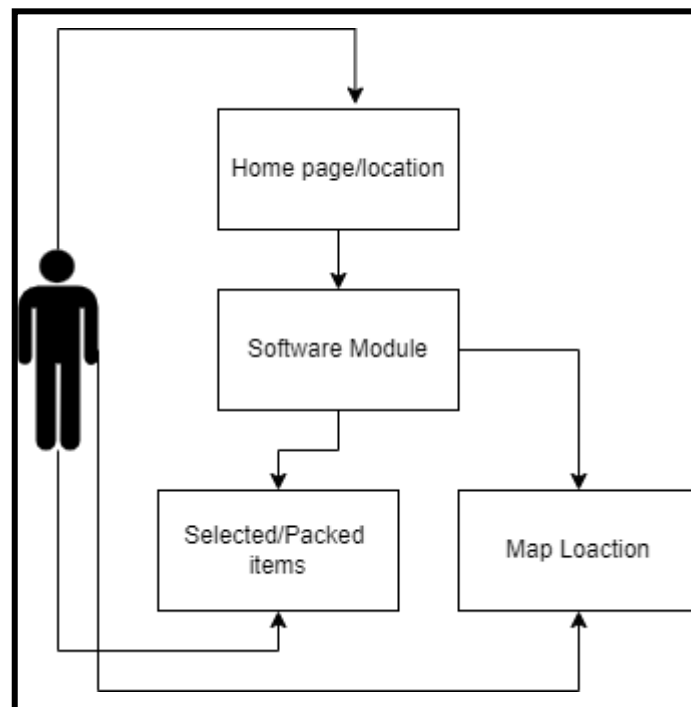 Home page/location
Software Module
Selected/Packed
items
Map Loaction